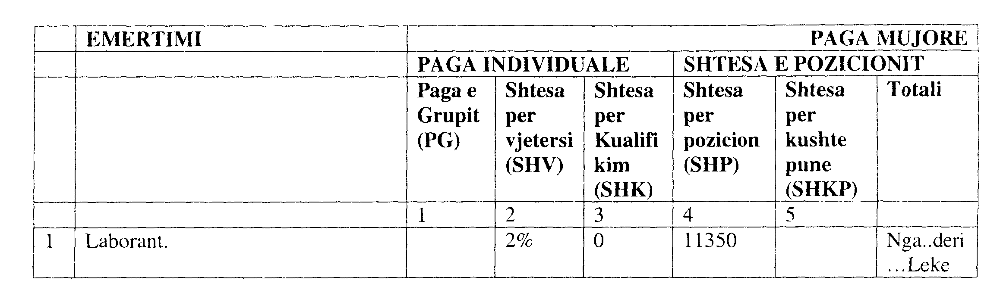 EMERTIMI PAGA MUJORE
PAGA INDIVIDUALE SHTESA E POZICIONIT
Paga e Shtesa Shtesa Shtesa Shtesa Totali
Grupit per per per per
(PG) vjetersi Kualifi pozicion kushte
(SHV) kim (SHP) pune
(SHK) (SHKP)
1 2 3 4 5
1 Laborant. 2% 0 11350 Nga..deri
...Leke